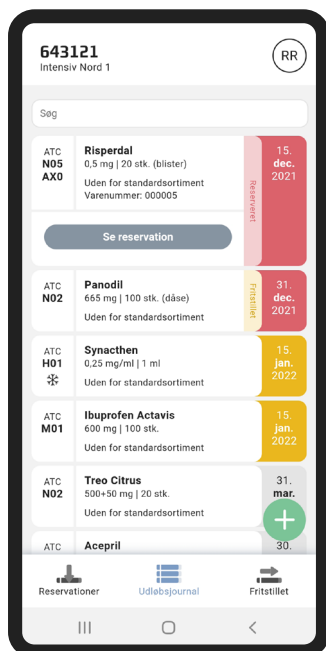 643121
Intensiv Nord 1
RR
Søg
ATC
N05
AX0
Risperdal
0,5 mg | 20 stk. (blister)
Uden for standardsortiment
Varenummer: 000005
Reserveret
15.
dec.
2021
Se reservation
ATC
N02
Panodil
665 mg | 100 stk. (dåse)
Uden for standardsortiment
Fritstillet
31.
dec.
2021
ATC
H01
Synacthen
0,25 mg/ml | 1 ml
Uden for standardsortiment
15.
jan.
2022
ATC
M01
Ibuprofen Actavis
600 mg | 100 stk.
Uden for standardsortiment
15.
jan.
2022
ATC
N02
Treo Citrus
500+50 mg | 20 stk.
Uden for standardsortiment
31.
mar.
ATC
Acepril
30.
Reservationer
Udløbsjournal
Fritstillet